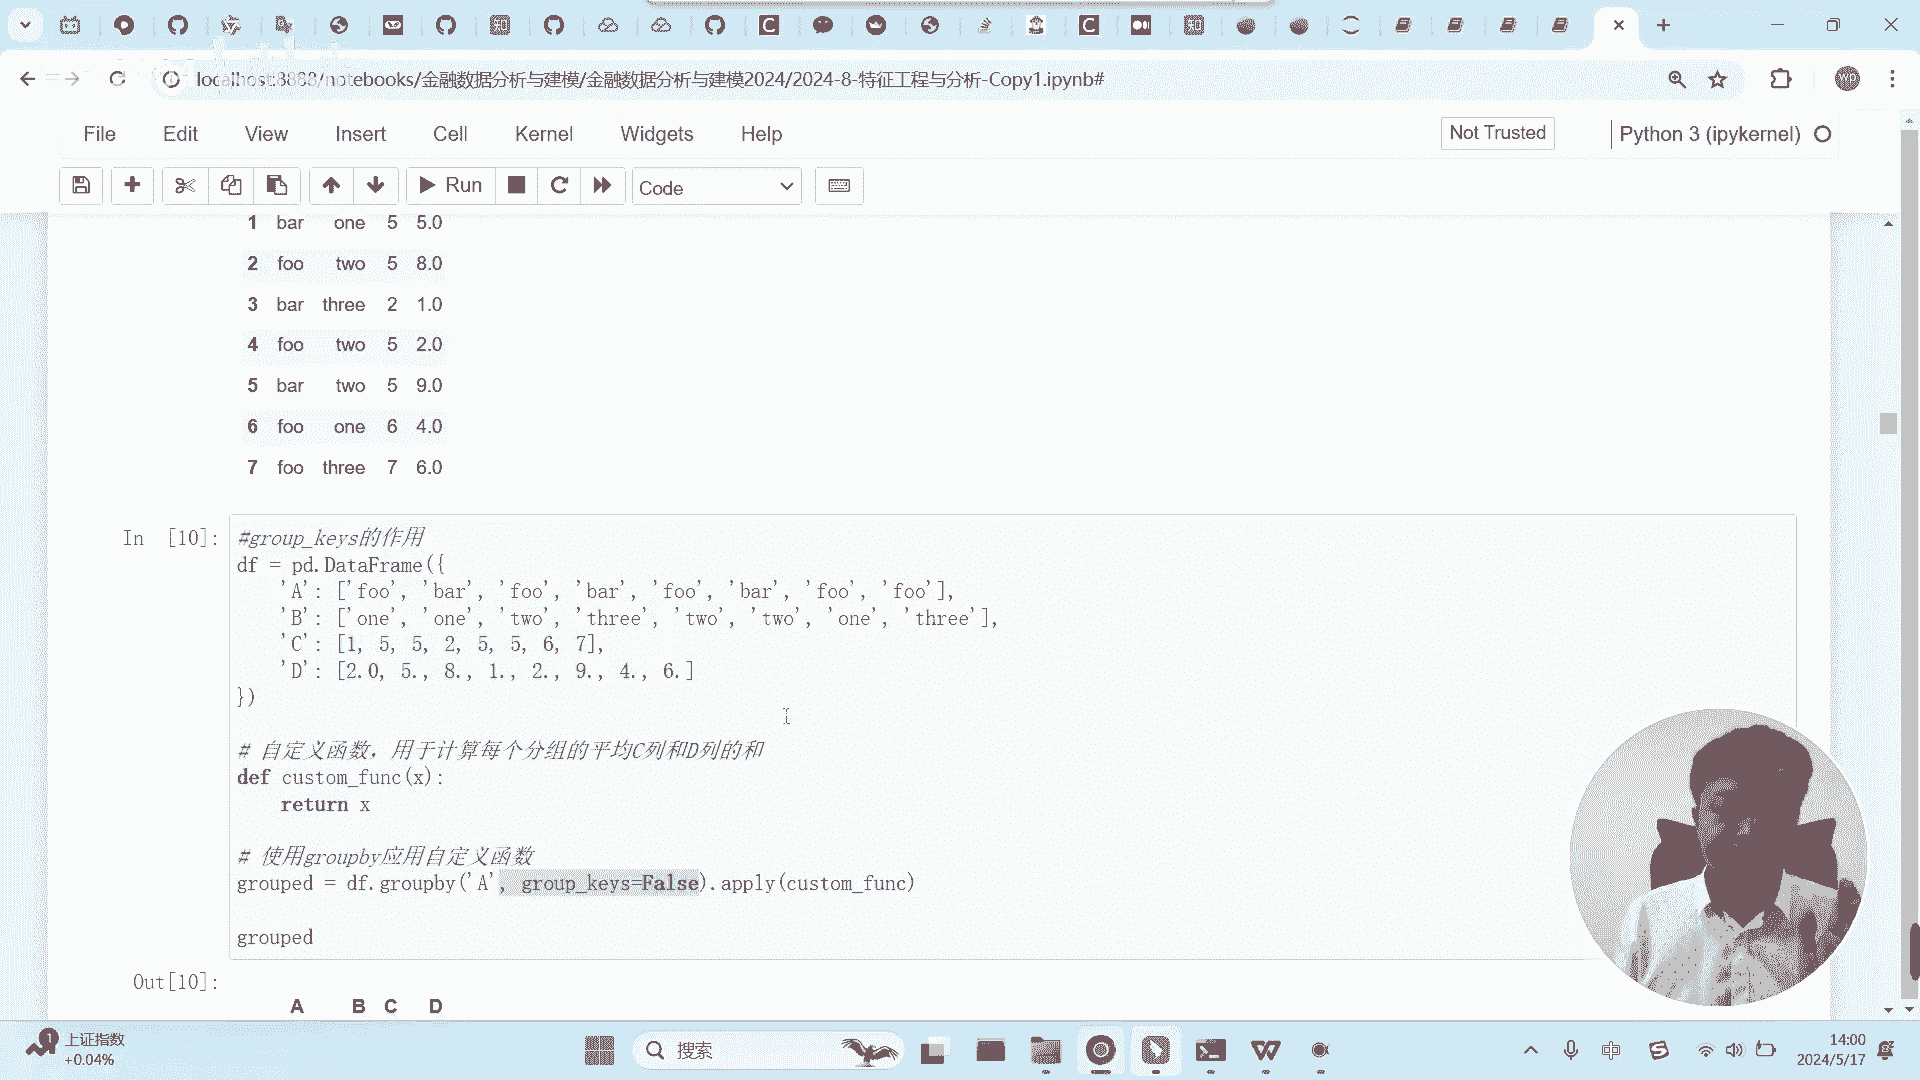 localhost:8888/notebooks/金融数据分析与建模/金融数据分析与建模2024/2024-8-特征工程与分析-Copy1.ipynb#
wp
File Edit View Insert Cell Kernel Widgets Help
Not Trusted
Python 3 (ipykernel)
Run
Code
1 bar one 5 5.0
2 foo two 5 8.0
3 bar three 2 1.0
4 foo two 5 2.0
5 bar two 5 9.0
6 foo one 6 4.0
7 foo three 7 6.0
In [10]:
#group_keys的作用
df = pd.DataFrame({
'A': ['foo', 'bar', 'foo', 'bar', 'foo', 'bar', 'foo', 'foo'],
'B': ['one', 'one', 'two', 'three', 'two', 'two', 'one', 'three'],
'C': [1, 5, 5, 2, 5, 5, 6, 7],
'D': [2.0, 5., 8., 1., 2., 9., 4., 6.]
})
# 自定义函数，用于计算每个分组的平均C列和D列的和
def custom_func(x):
return x
# 使用groupby应用自定义函数
grouped = df.groupby('A', group_keys=False).apply(custom_func)
grouped
Out[10]:
A B C D
1
上证指数
+0.04%
搜索
中
14:00
2024/5/17